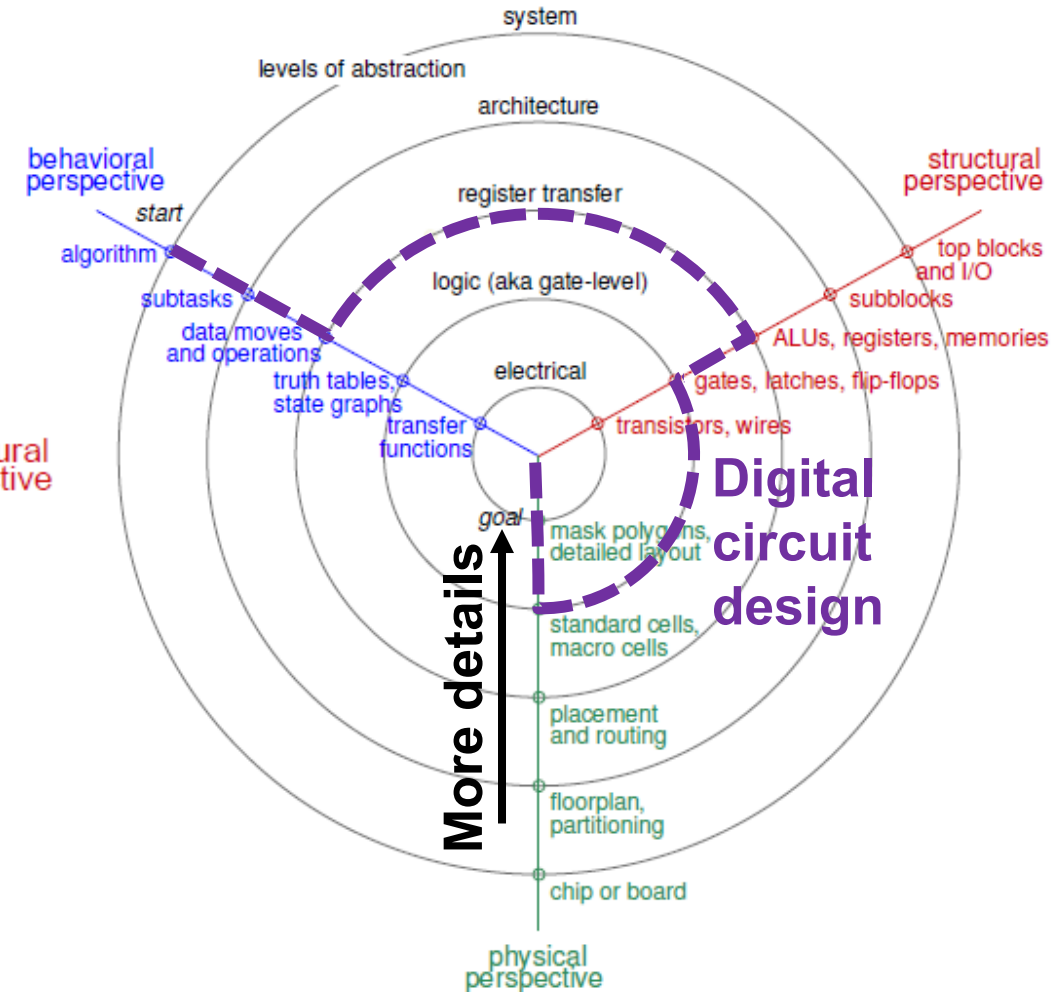 system
levels of abstraction
architecture
behavioral
perspective
structural
perspective
register transfer
start
algorithm
top blocks
and I/O
subtasks
subblocks
logic (aka gate-level)
data moves
and operations
ALUs, registers, memories
electrical
truth tables,
state graphs
gates, latches, flip-flops
transfer
functions
transistors, wires
ural
tive
Digital
circuit
design
goal
mask polygons,
detailed layout
More details
standard cells,
macro cells
placement
and routing
floorplan,
partitioning
chip or board
physical
perspective